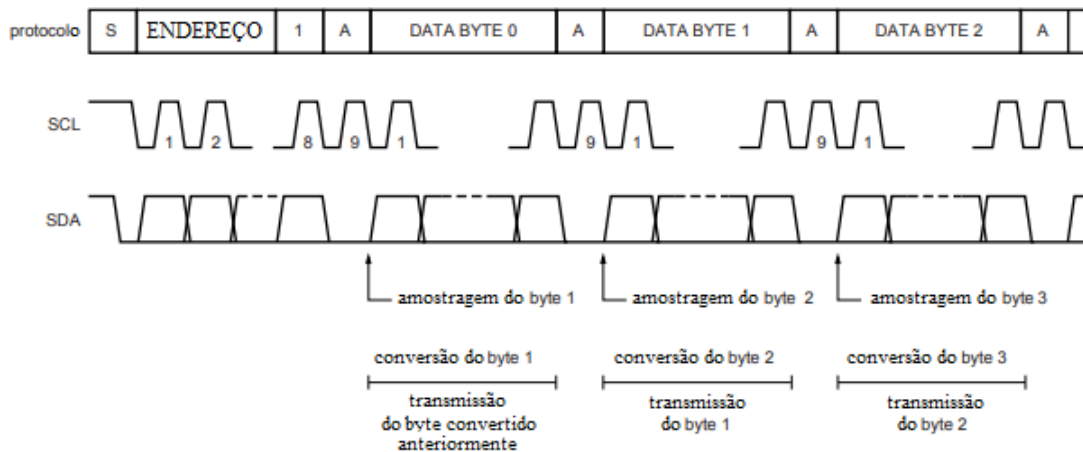 protocolo S ENDEREÇO 1 A DATA BYTE 0 A DATA BYTE 1 A DATA BYTE 2 A
SCL 1 2 8 9 1 9 1 9 1
SDA
amostragem do byte 1 amostragem do byte 2 amostragem do byte 3
conversão do byte 1 conversão do byte 2 conversão do byte 3
transmissão transmissão transmissão
do byte convertido do byte 1 do byte 2
anteriormente